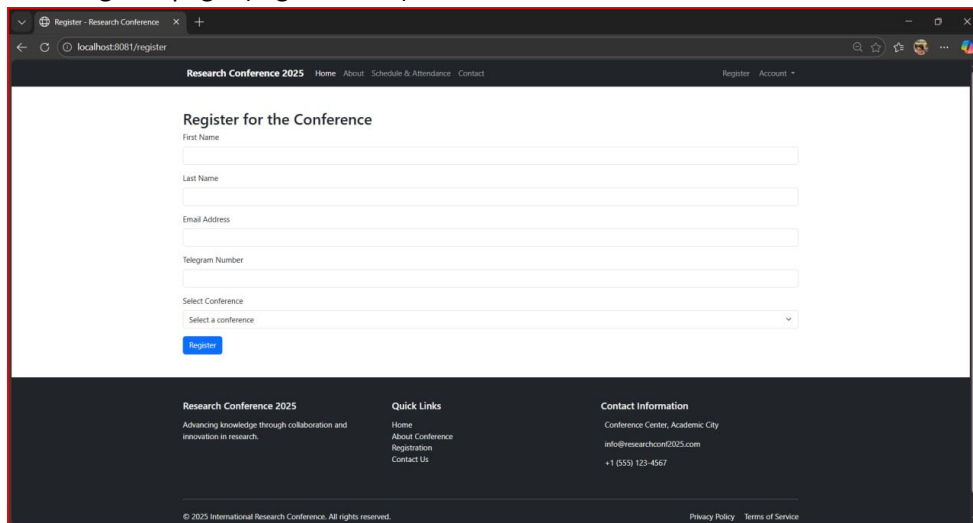 Register - Research Conference
localhost:8081/register
Research Conference 2025 Home About Schedule & Attendance Contact Register Account
Register for the Conference
First Name
Last Name
Email Address
Telegram Number
Select Conference
Select a conference
Register
Research Conference 2025
Advancing knowledge through collaboration and
innovation in research.
Quick Links
Home
About Conference
Registration
Contact Us
Contact Information
Conference Center, Academic City
info@researchconf2025.com
+1 (555) 123-4567
© 2025 International Research Conference. All rights reserved.
Privacy Policy Terms of Service